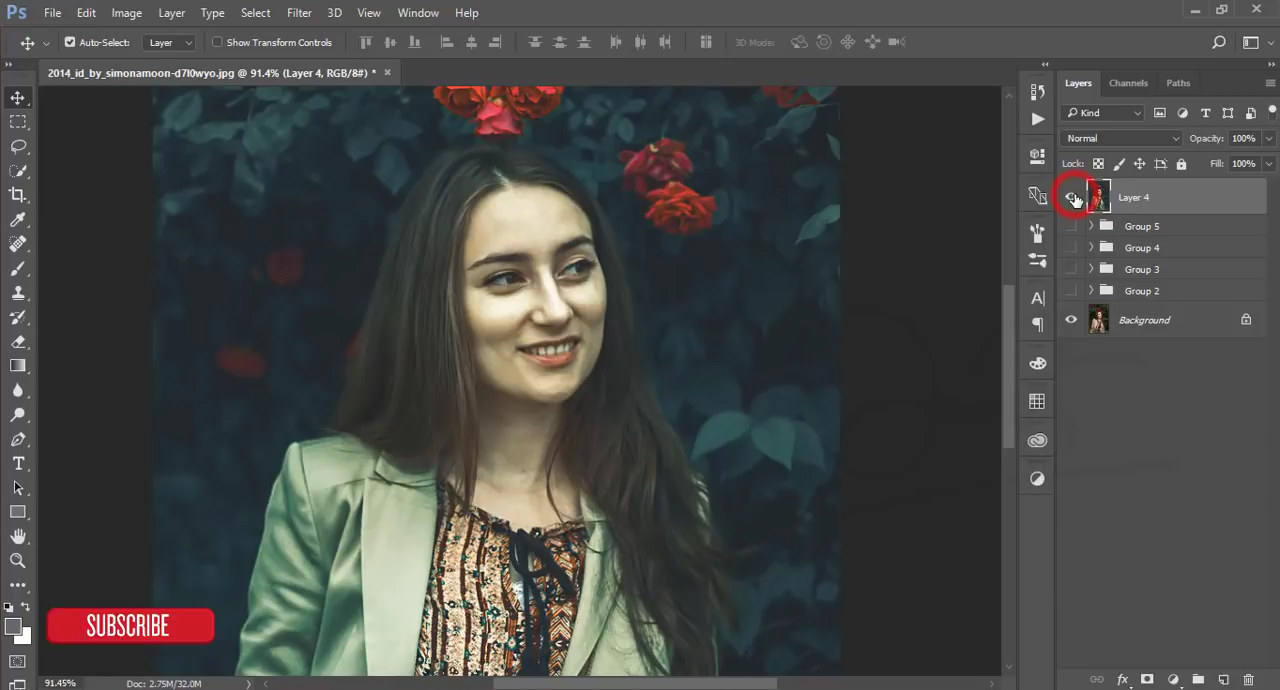 Ps File Edit Image Layer Type Select Filter 3D View Window Help
Auto-Select: Layer Show Transform Controls 3D Mode:
2014_id_by_simonamoon-d7l0wyo.jpg @ 91.4% (Layer 4, RGB/8#) *
Layers Channels Paths
Kind
Normal Opacity: 100%
Lock: Fill: 100%
Layer 4
Group 5
Group 4
Group 3
Group 2
Background
SUBSCRIBE
91.45% Doc: 2.75M/32.0M